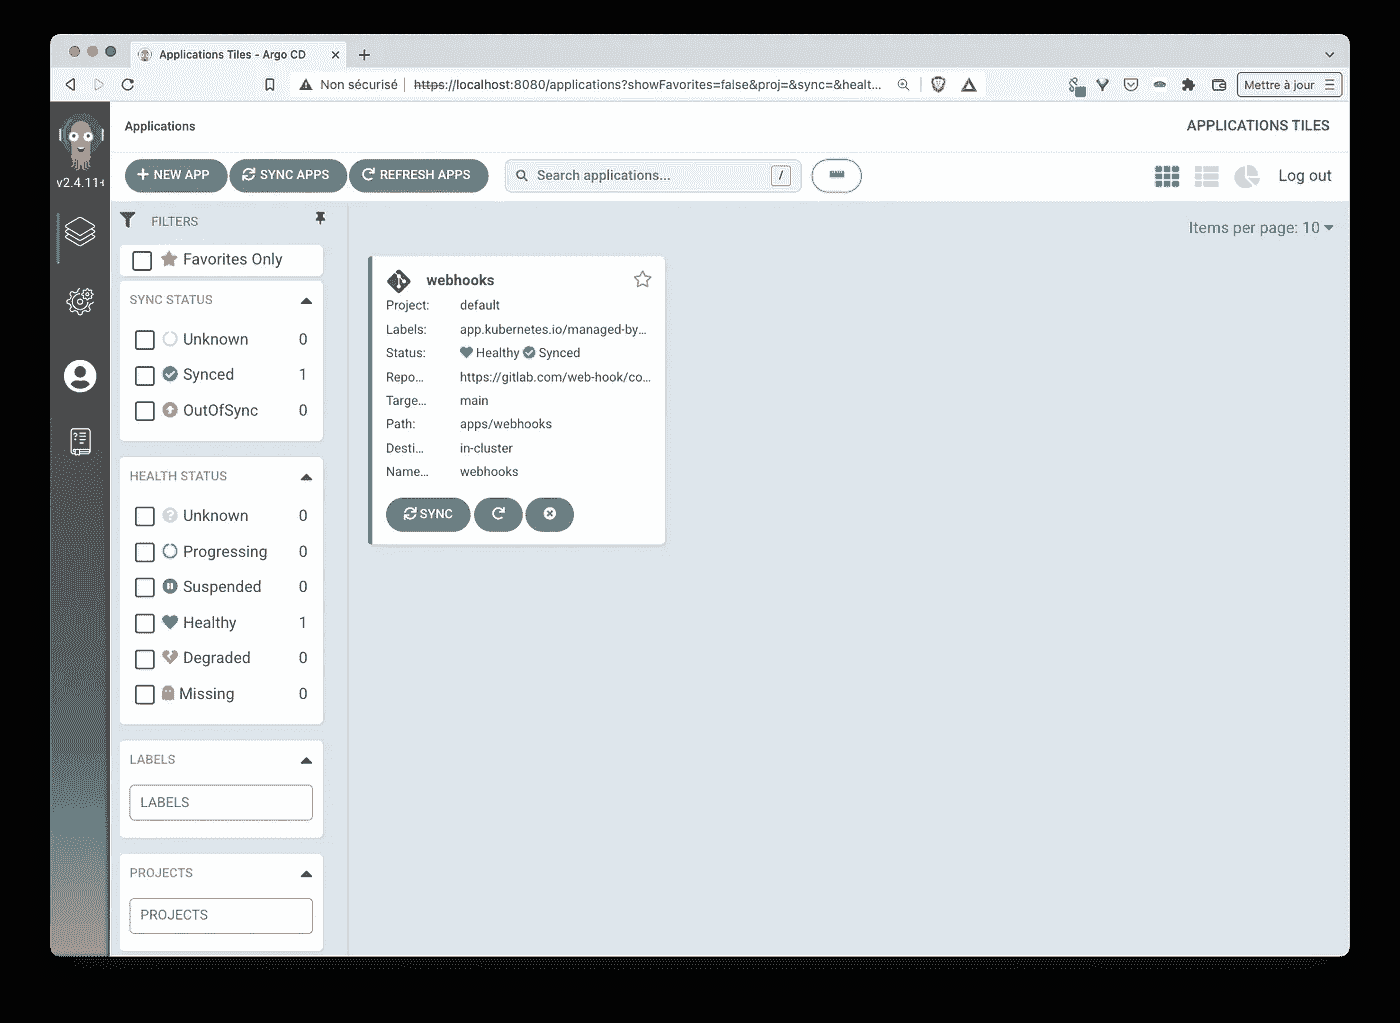 Applications Tiles - Argo CD
Non sécurisé
https://localhost:8080/applications?showFavorites=false&proj=&sync=&healt...
Mettre à jour
v2.4.11+
Applications
APPLICATIONS TILES
NEW APP
SYNC APPS
REFRESH APPS
Search applications...
/
Log out
FILTERS
Items per page: 10
Favorites Only
SYNC STATUS
Unknown 0
Synced 1
OutOfSync 0
HEALTH STATUS
Unknown 0
Progressing 0
Suspended 0
Healthy 1
Degraded 0
Missing 0
LABELS
LABELS
PROJECTS
PROJECTS
webhooks
Project: default
Labels: app.kubernetes.io/managed-by...
Status: Healthy Synced
Repo... https://gitlab.com/web-hook/co...
Targe... main
Path: apps/webhooks
Desti... in-cluster
Name... webhooks
SYNC